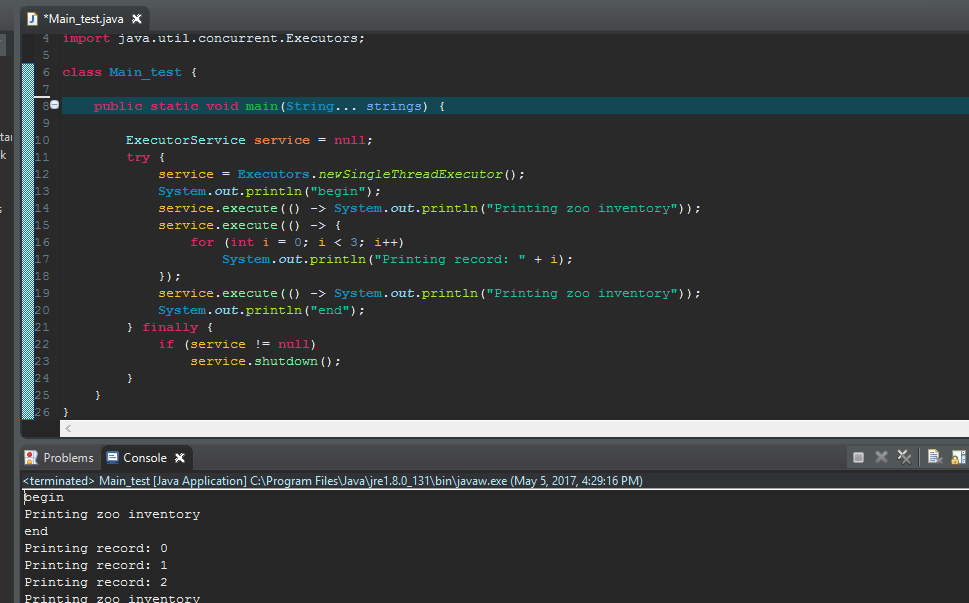 *Main_test.java
4 import java.util.concurrent.Executors;
5
6 class Main_test {
7
8 public static void main(String... strings) {
9
10 ExecutorService service = null;
11 try {
12 service = Executors.newSingleThreadExecutor();
13 System.out.println("begin");
14 service.execute(() -> System.out.println("Printing zoo inventory"));
15 service.execute(() -> {
16 for (int i = 0; i < 3; i++)
17 System.out.println("Printing record: " + i);
18 });
19 service.execute(() -> System.out.println("Printing zoo inventory"));
20 System.out.println("end");
21 } finally {
22 if (service != null)
23 service.shutdown();
24 }
25 }
26 }
Problems Console
<terminated> Main_test [Java Application] C:\Program Files\Java\jre1.8.0_131\bin\javaw.exe (May 5, 2017, 4:29:16 PM)
begin
Printing zoo inventory
end
Printing record: 0
Printing record: 1
Printing record: 2
Printing zoo inventory